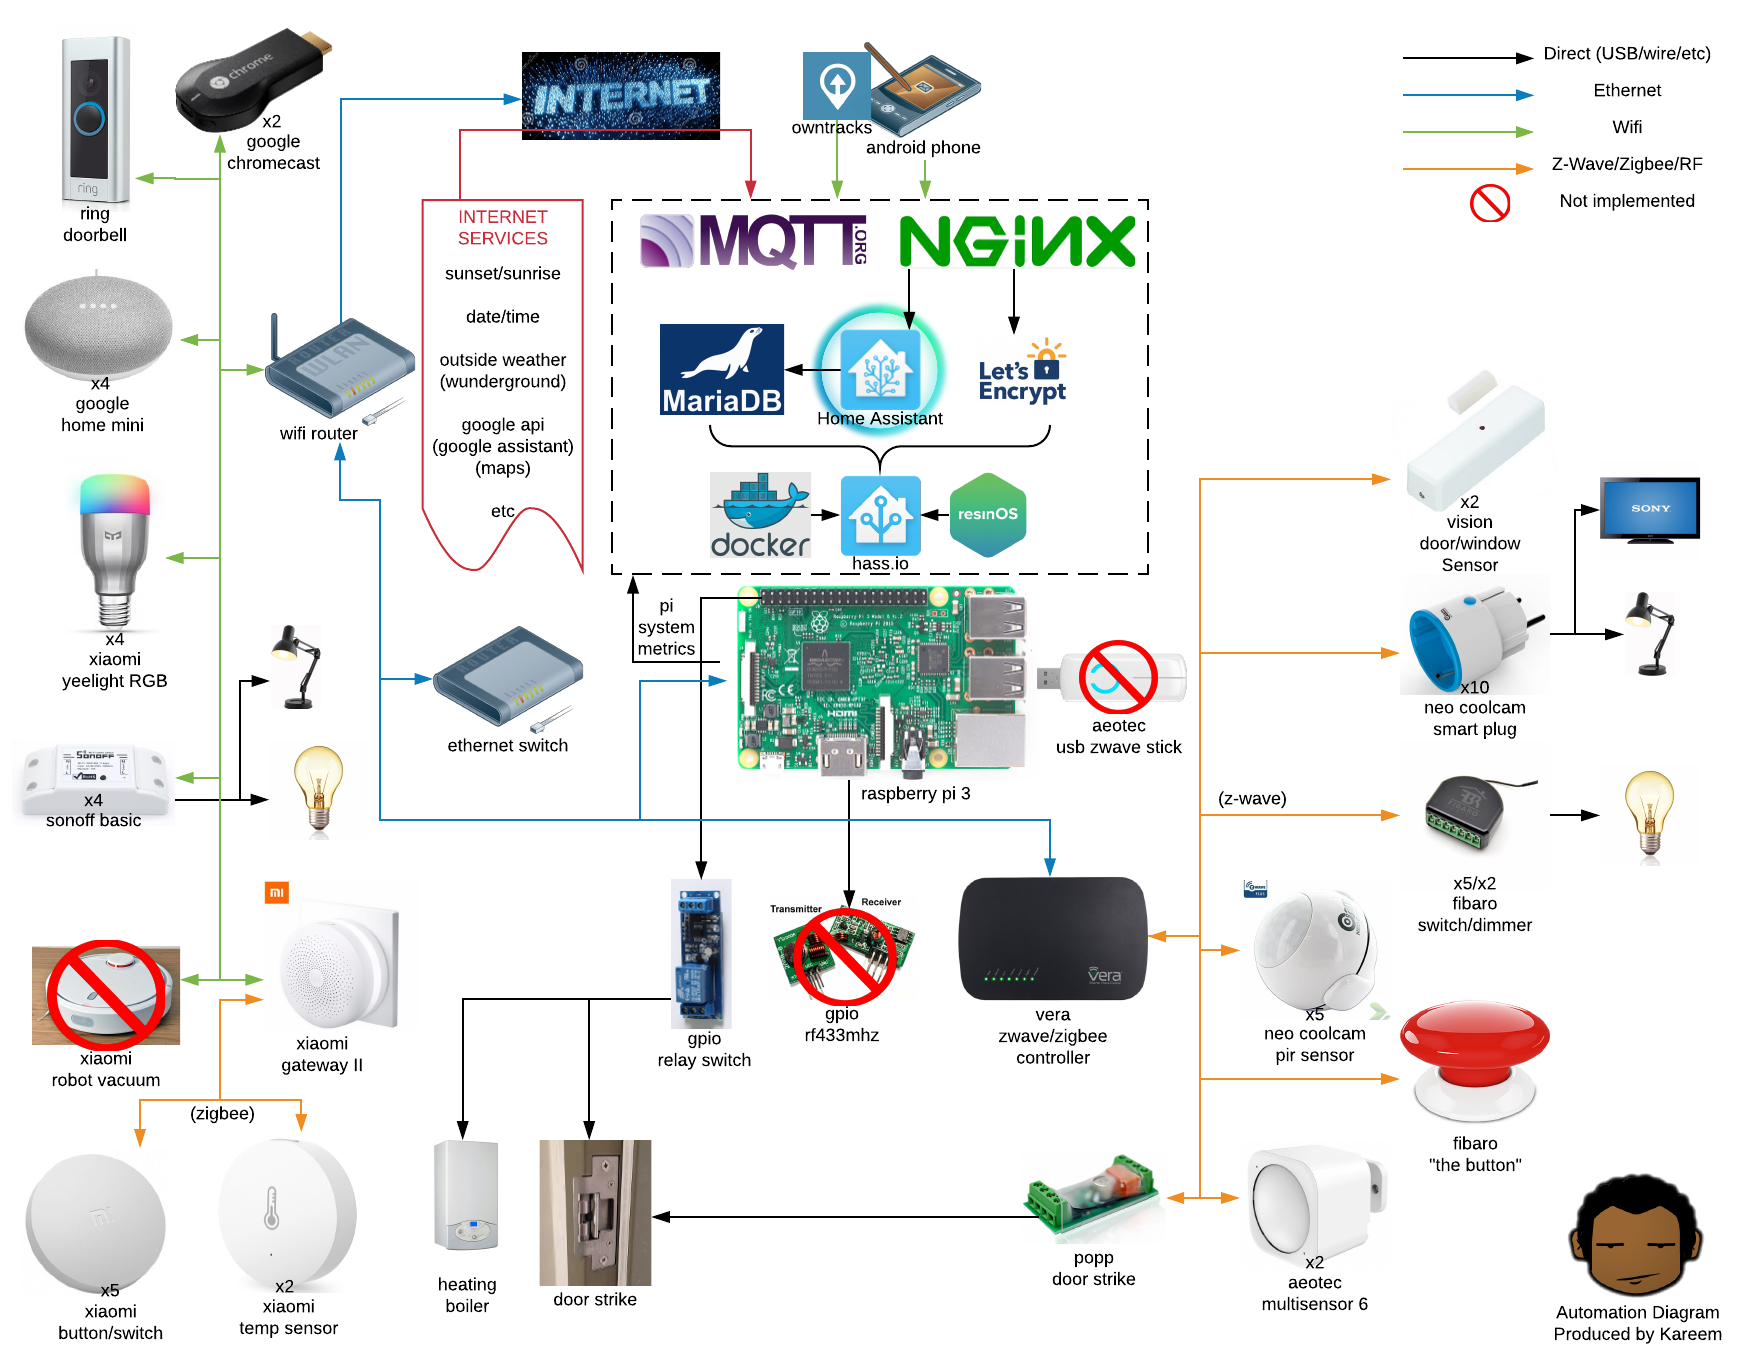 ring
ring
doorbell
chrome
x2
google
chromecast
INTERNET
owntracks
android phone
Direct (USB/wire/etc)
Ethernet
Wifi
Z-Wave/Zigbee/RF
Not implemented
x4
google
home mini
WLAN
wifi router
INTERNET
SERVICES
sunset/sunrise
date/time
outside weather
(wunderground)
google api
(google assistant)
(maps)
etc
MQTT.ORG
NGINX
MariaDB
Home Assistant
Let's
Encrypt
docker
hass.io
resinOS
pi
system
metrics
x4
xiaomi
yeelight RGB
ethernet switch
HDMI
raspberry pi 3
aeotec
usb zwave stick
x2
vision
door/window
Sensor
SONY
x10
neo coolcam
smart plug
SONOFF
x4
sonoff basic
(z-wave)
FIBARO
x5/x2
fibaro
switch/dimmer
mi
xiaomi
robot vacuum
xiaomi
gateway II
gpio
relay switch
Transmitter
Receiver
gpio
rf433mhz
vera
vera
zwave/zigbee
controller
x5
neo coolcam
pir sensor
fibaro
"the button"
(zigbee)
mi
x5
xiaomi
button/switch
x2
xiaomi
temp sensor
heating
boiler
door strike
popp
door strike
x2
aeotec
multisensor 6
Automation Diagram
Produced by Kareem